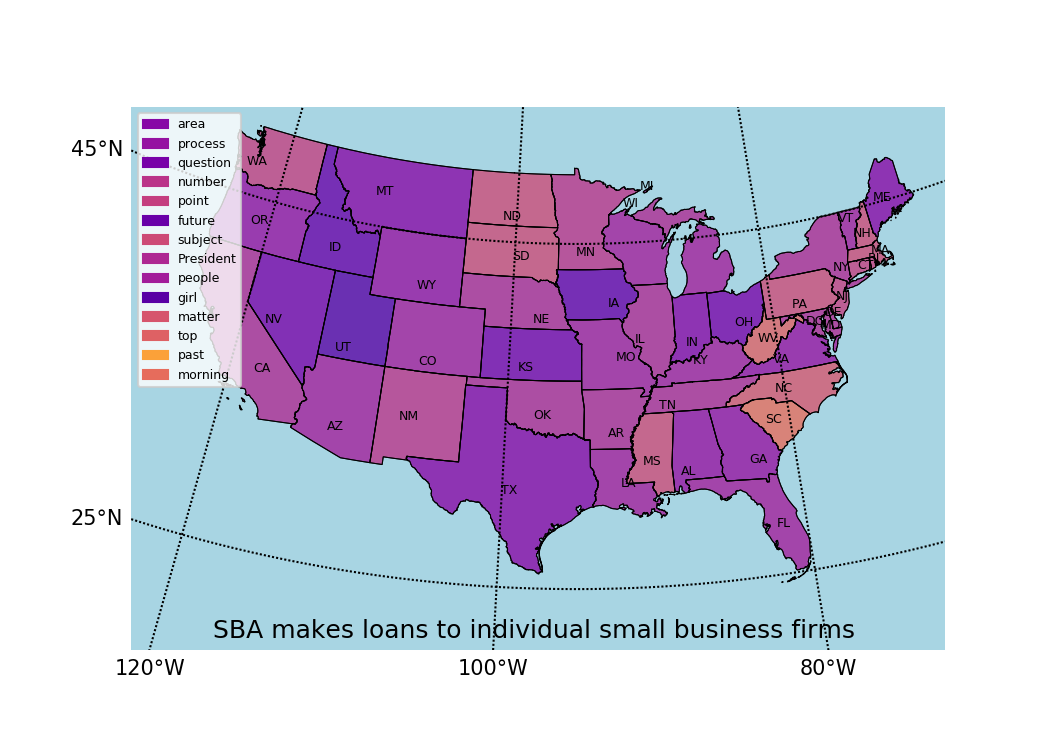 45°N
25°N
120°W
100°W
80°W
area
process
question
number
point
future
subject
President
people
girl
matter
top
past
morning
WA
OR
CA
NV
ID
MT
WY
UT
AZ
CO
NM
ND
SD
NE
KS
OK
TX
MN
IA
MO
AR
LA
WI
MI
IL
IN
OH
KY
TN
MS
AL
GA
FL
SC
NC
VA
WV
PA
NY
VT
NH
ME
MA
RI
CT
NJ
DE
MD
DC
SBA makes loans to individual small business firms